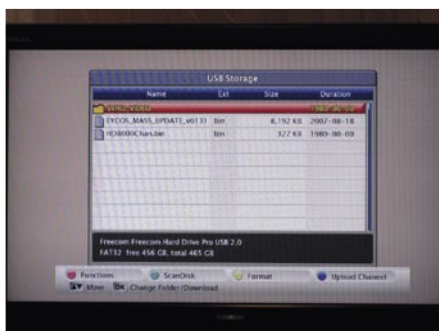 USB Storage
Name Ext Size Duration
EYCOS_MASS_UPDATE_v0131 bin 8,192 KB 2007-08-18
HD8000Chan.bin bin 322 KB 1980-00-00
Freecom Freecom Hard Drive Pro USB 2.0
FAT32 free 456 GB, total 465 GB
Functions ScanDisk Format Upload Channel
Move Change Folder/Download